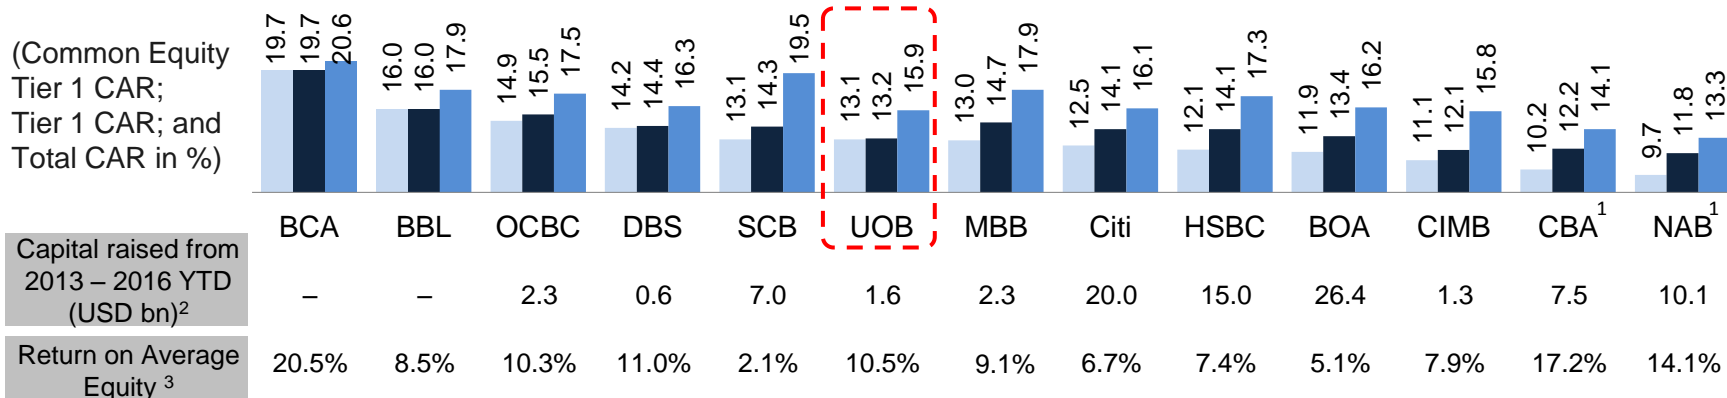 (Common Equity
Tier 1 CAR;
Tier 1 CAR; and
Total CAR in %)
19.7 19.7 20.6 16.0 16.0 17.9 14.9 15.5 17.5 14.2 14.4 16.3 13.1 14.3 19.5 13.1 13.2 15.9 13.0 14.7 17.9 12.5 14.1 16.1 12.1 14.1 17.3 11.9 13.4 16.2 11.1 12.1 15.8 10.2 12.2 14.1 9.7 11.8 13.3
BCA BBL OCBC DBS SCB UOB MBB Citi HSBC BOA CIMB CBA¹ NAB¹
Capital raised from
2013 – 2016 YTD
(USD bn)²
– – 2.3 0.6 7.0 1.6 2.3 20.0 15.0 26.4 1.3 7.5 10.1
Return on Average
Equity ³
20.5% 8.5% 10.3% 11.0% 2.1% 10.5% 9.1% 6.7% 7.4% 5.1% 7.9% 17.2% 14.1%